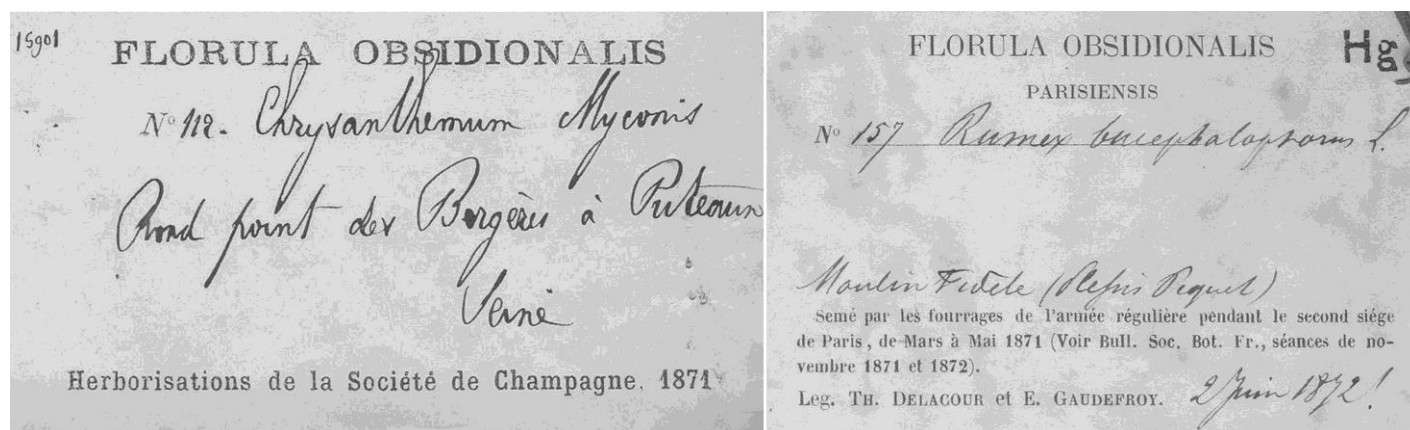 15901
FLORULA OBSIDIONALIS
N° 112. Chrysanthemum Myconis
Rond point des Bergères à Puteaux
Seine
Herborisations de la Société de Champagne, 1871
FLORULA OBSIDIONALIS
Hg
PARISIENSIS
N° 157 Rumex bucephalophorus L.
Moulin Fidèle (Plessis Piquet)
Semé par les fourrages de l'armée régulière pendant le second siége
de Paris, de Mars à Mai 1871 (Voir Bull. Soc. Bot. Fr., séances de no-
vembre 1871 et 1872).
Leg. TH. DELACOUR et E. GAUDEFROY. 2 Juin 1872!